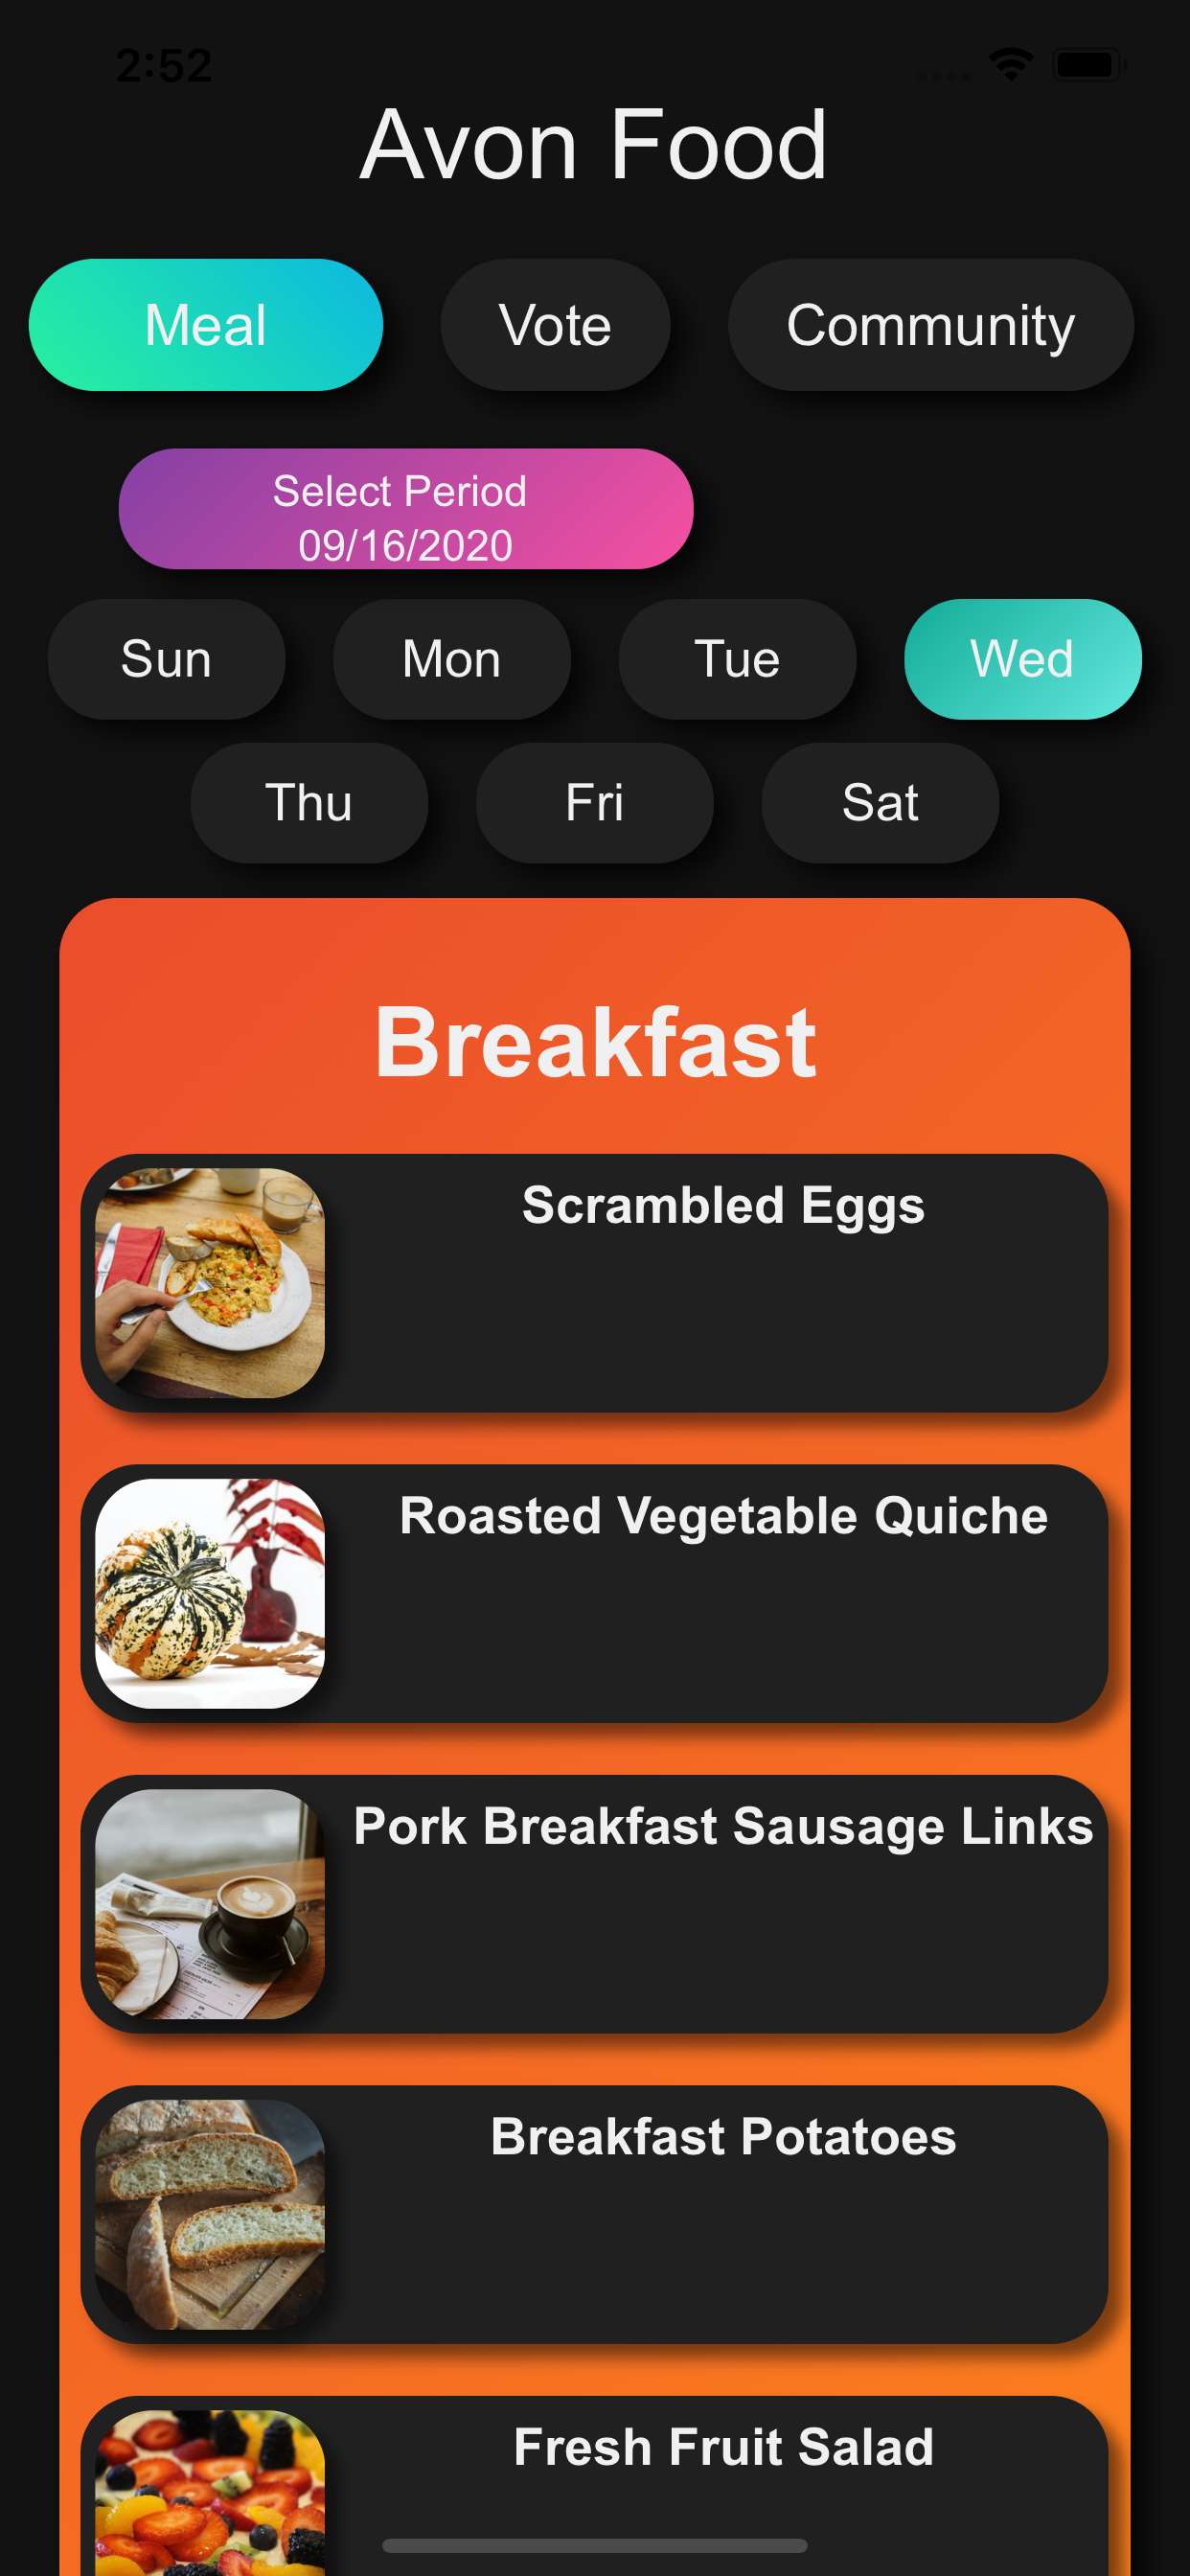 2:52
Avon Food
Meal Vote Community
Select Period
09/16/2020
Sun Mon Tue Wed
Thu Fri Sat
Breakfast
Scrambled Eggs
Roasted Vegetable Quiche
Pork Breakfast Sausage Links
Breakfast Potatoes
Fresh Fruit Salad